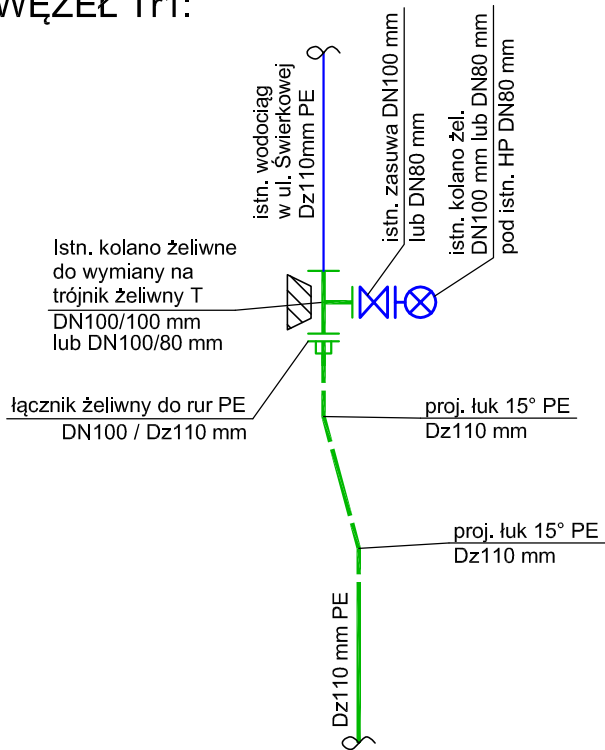 WĘZEŁ Tr1:
istn. wodociąg
w ul. Świerkowej
Dz110mm PE
istn. zasuwa DN100 mm
lub DN80 mm
istn. kolano żel.
DN100 mm lub DN80 mm
pod istn. HP DN80 mm
Istn. kolano żeliwne
do wymiany na
trójnik żeliwny T
DN100/100 mm
lub DN100/80 mm
łącznik żeliwny do rur PE
DN100 / Dz110 mm
proj. łuk 15° PE
Dz110 mm
proj. łuk 15° PE
Dz110 mm
Dz110 mm PE